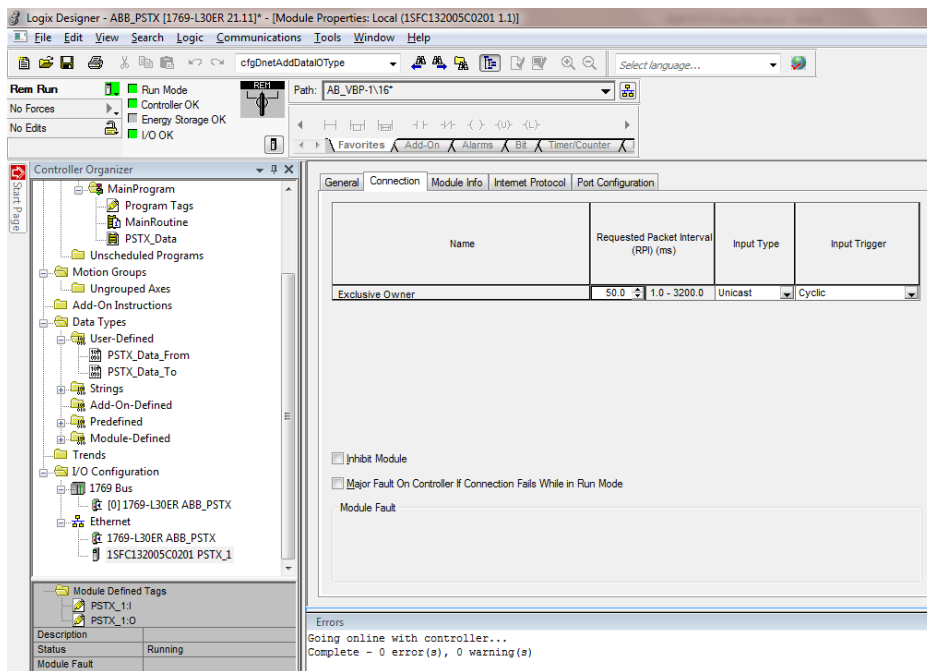 Logix Designer - ABB_PSTX [1769-L30ER 21.11]* - [Module Properties: Local (1SFC132005C0201 1.1)]
File Edit View Search Logic Communications Tools Window Help
cfgDnetAddDataIOType
Select language...
Rem Run
Run Mode
REM
Path: AB_VBP-1\16*
No Forces
Controller OK
Energy Storage OK
No Edits
I/O OK
Favorites Add-On Alarms Bit Timer/Counter
Start Page
Controller Organizer
MainProgram
Program Tags
MainRoutine
PSTX_Data
Unscheduled Programs
Motion Groups
Ungrouped Axes
Add-On Instructions
Data Types
User-Defined
PSTX_Data_From
PSTX_Data_To
Strings
Add-On-Defined
Predefined
Module-Defined
Trends
I/O Configuration
1769 Bus
[0] 1769-L30ER ABB_PSTX
Ethernet
1769-L30ER ABB_PSTX
1SFC132005C0201 PSTX_1
Module Defined Tags
PSTX_1:I
PSTX_1:O
Description
Status Running
Module Fault
General Connection Module Info Internet Protocol Port Configuration
Name
Requested Packet Interval
(RPI) (ms)
Input Type
Input Trigger
Exclusive Owner 50.0 1.0 - 3200.0 Unicast Cyclic
Inhibit Module
Major Fault On Controller If Connection Fails While in Run Mode
Module Fault
Errors
Going online with controller...
Complete - 0 error(s), 0 warning(s)